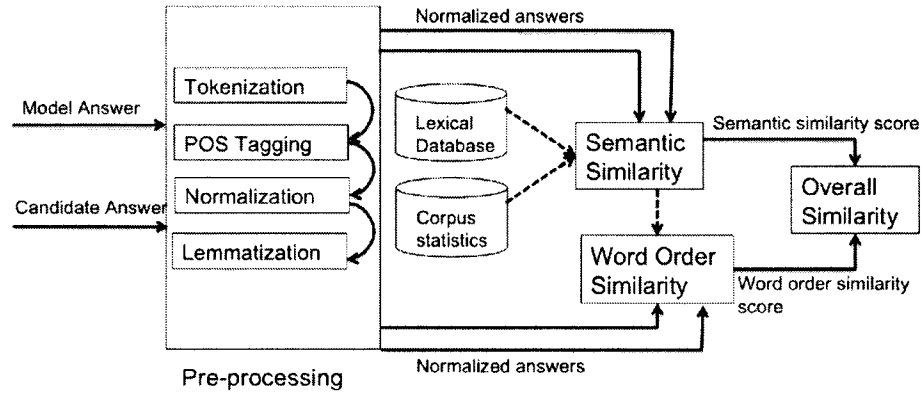 Normalized answers
Tokenization
Model Answer
POS Tagging
Lexical
Database
Semantic
Similarity
Semantic similarity score
Candidate Answer
Normalization
Overall
Similarity
Corpus
statistics
Lemmatization
Word Order
Similarity
Word order similarity
score
Normalized answers
Pre-processing